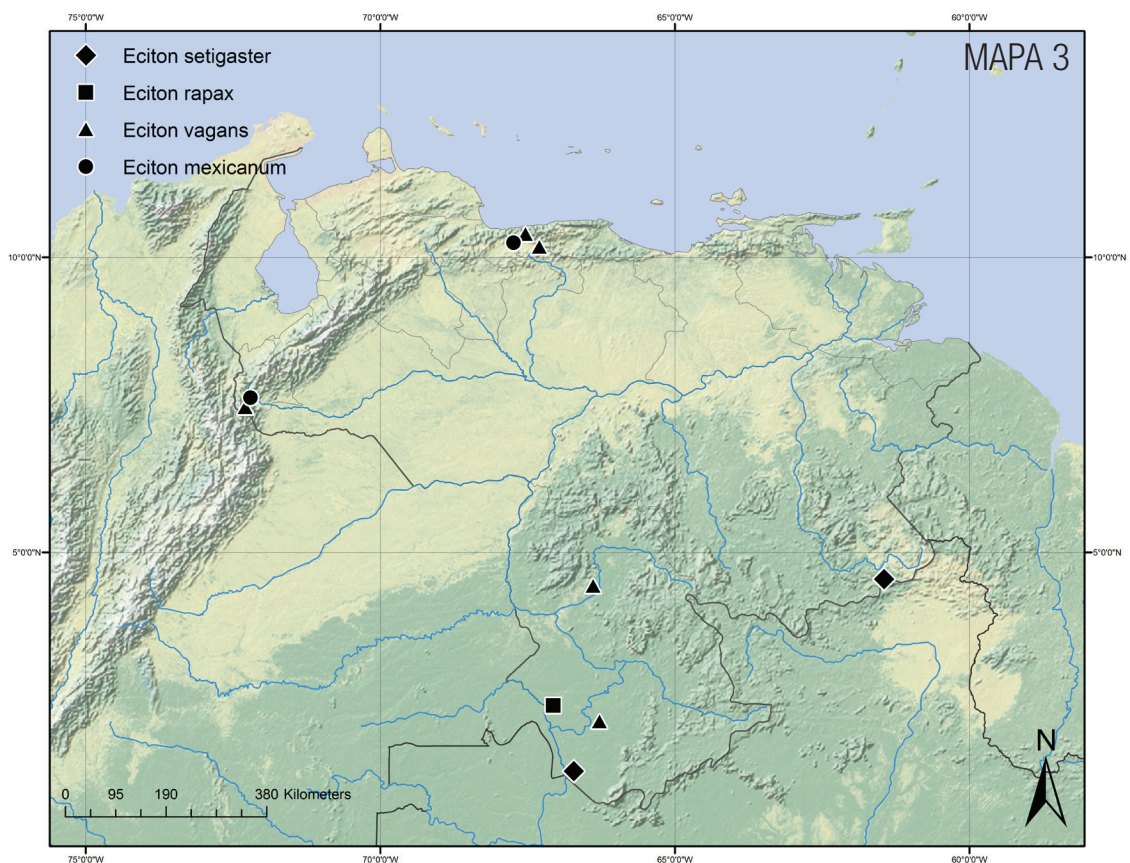 75°0'0"W 70°0'0"W 65°0'0"W 60°0'0"W
MAPA 3
Eciton setigaster
Eciton rapax
Eciton vagans
Eciton mexicanum
10°0'0"N 10°0'0"N
5°0'0"N 5°0'0"N
N
0 95 190 380 Kilometers
75°0'0"W 70°0'0"W 65°0'0"W 60°0'0"W